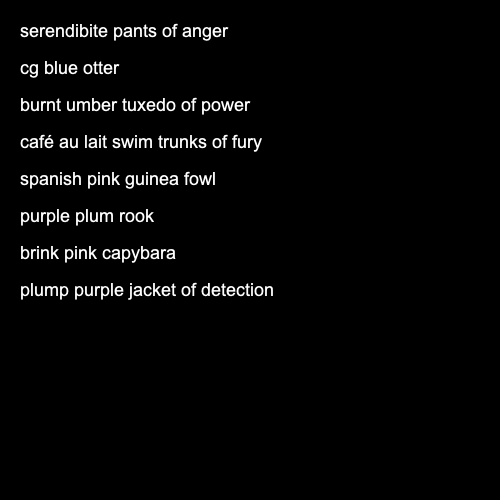 serendibite pants of anger
cg blue otter
burnt umber tuxedo of power
café au lait swim trunks of fury
spanish pink guinea fowl
purple plum rook
brink pink capybara
plump purple jacket of detection